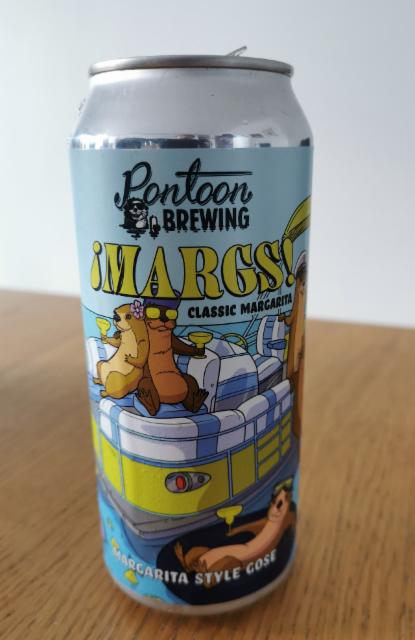 Pontoon
BREWING
¡MARGS!
CLASSIC MARGARITA
MARGARITA STYLE GOSE